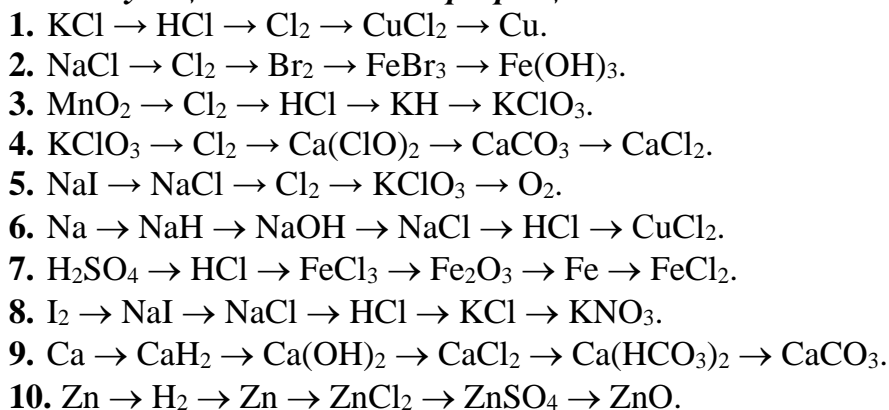 1. KCl → HCl → Cl₂ → CuCl₂ → Cu.
2. NaCl → Cl₂ → Br₂ → FeBr₃ → Fe(OH)₃.
3. MnO₂ → Cl₂ → HCl → KH → KClO₃.
4. KClO₃ → Cl₂ → Ca(ClO)₂ → CaCO₃ → CaCl₂.
5. NaI → NaCl → Cl₂ → KClO₃ → O₂.
6. Na → NaH → NaOH → NaCl → HCl → CuCl₂.
7. H₂SO₄ → HCl → FeCl₃ → Fe₂O₃ → Fe → FeCl₂.
8. I₂ → NaI → NaCl → HCl → KCl → KNO₃.
9. Ca → CaH₂ → Ca(OH)₂ → CaCl₂ → Ca(HCO₃)₂ → CaCO₃.
10. Zn → H₂ → Zn → ZnCl₂ → ZnSO₄ → ZnO.